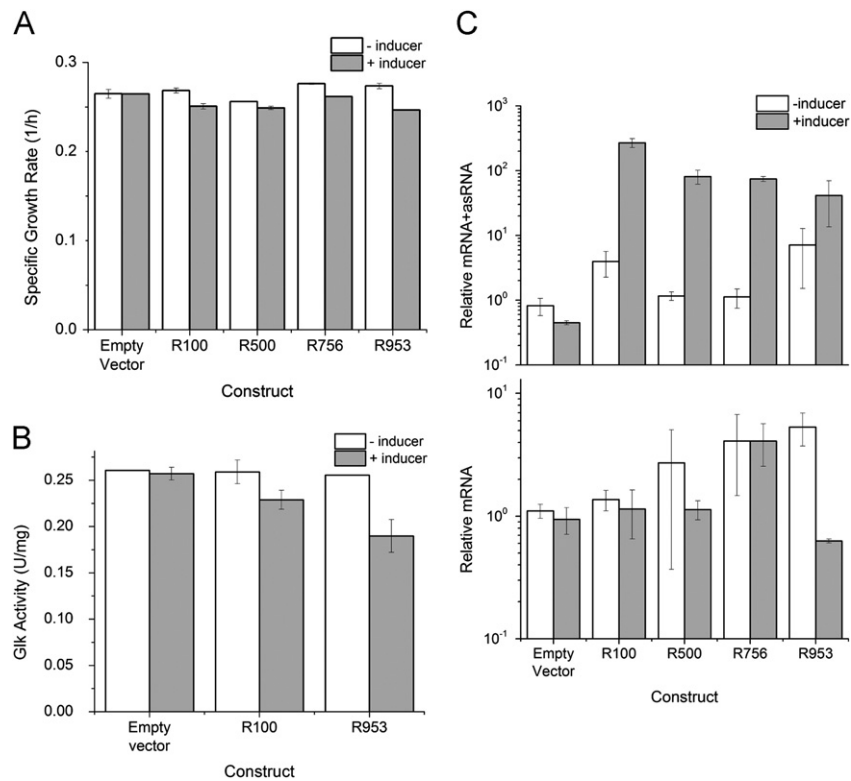 A
- inducer
+ inducer
Specific Growth Rate (1/h)
0.3
0.2
0.1
0.0
Empty
Vector
R100
R500
R756
R953
Construct
B
- inducer
+ inducer
Glk Activity (U/mg)
0.25
0.20
0.25
0.10
0.05
0.00
Empty
vector
R100
R953
Construct
C
-inducer
+inducer
Relative mRNA+asRNA
10³
10²
10¹
10⁰
10⁻¹
Relative mRNA
10¹
10⁰
10⁻¹
Empty
Vector
R100
R500
R756
R953
Construct